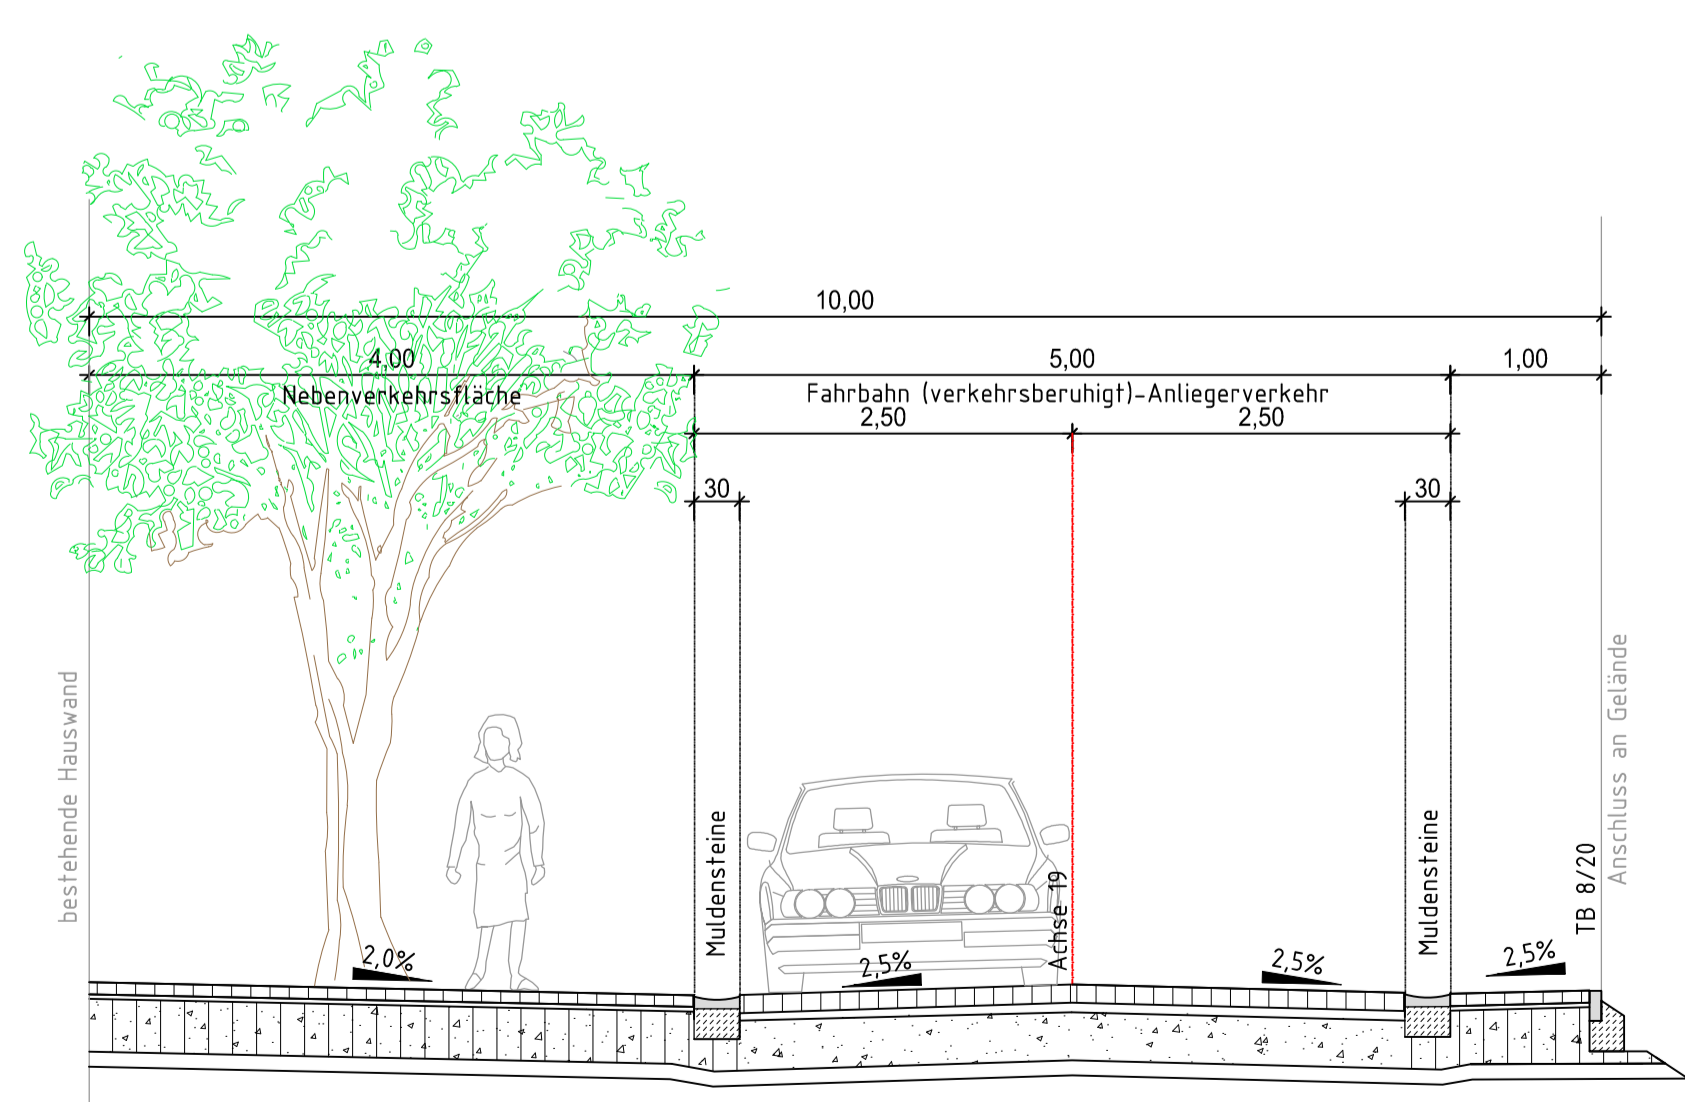 10,00
4,00
5,00
1,00
Nebenverkehrsfläche
Fahrbahn (verkehrsberuhigt)-Anliegerverkehr
2,50
2,50
30
30
bestehende Hauswand
Muldensteine
Achse 19
Muldensteine
TB 8/20
Anschluss an Gelände
2,0%
2,5%
2,5%
2,5%